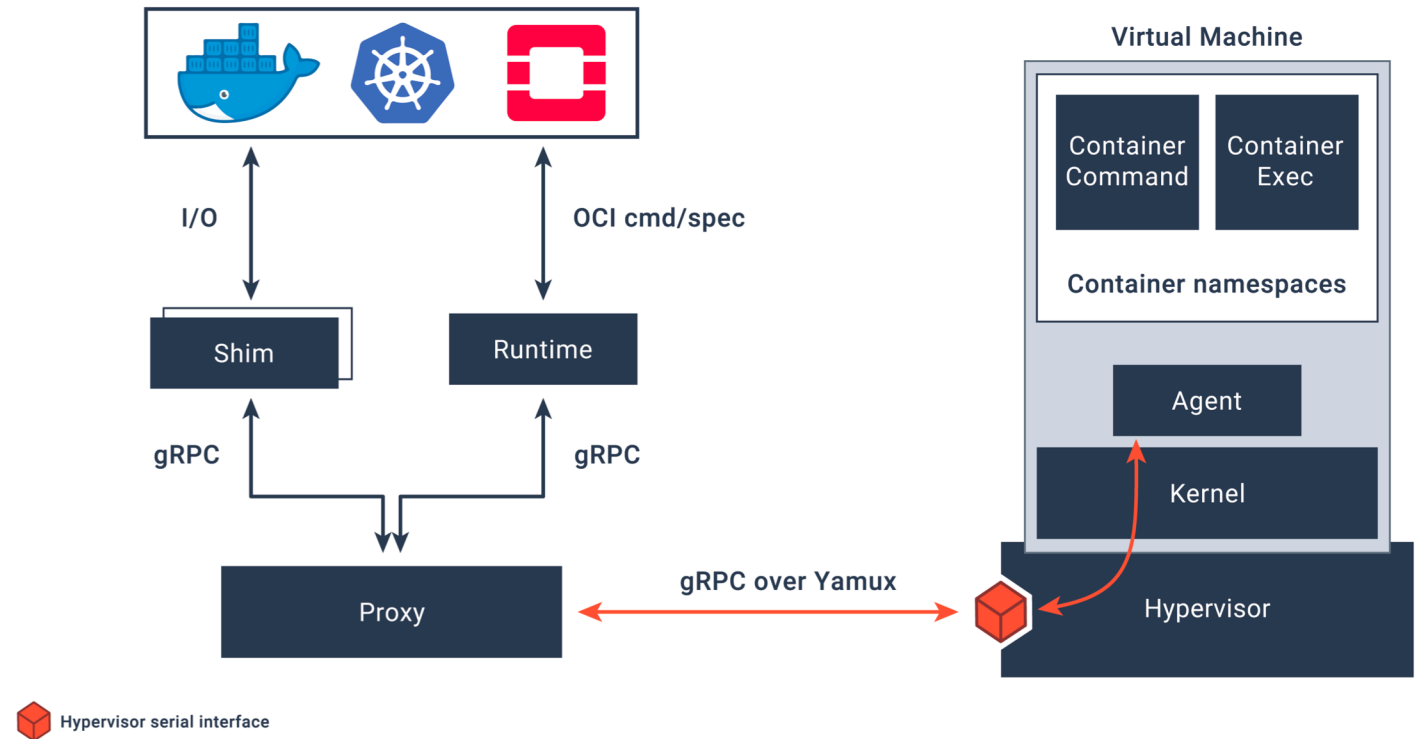 Virtual Machine
Container
Command
Container
Exec
I/O
OCI cmd/spec
Container namespaces
Shim
Runtime
Agent
gRPC
gRPC
Kernel
gRPC over Yamux
Proxy
Hypervisor
Hypervisor serial interface